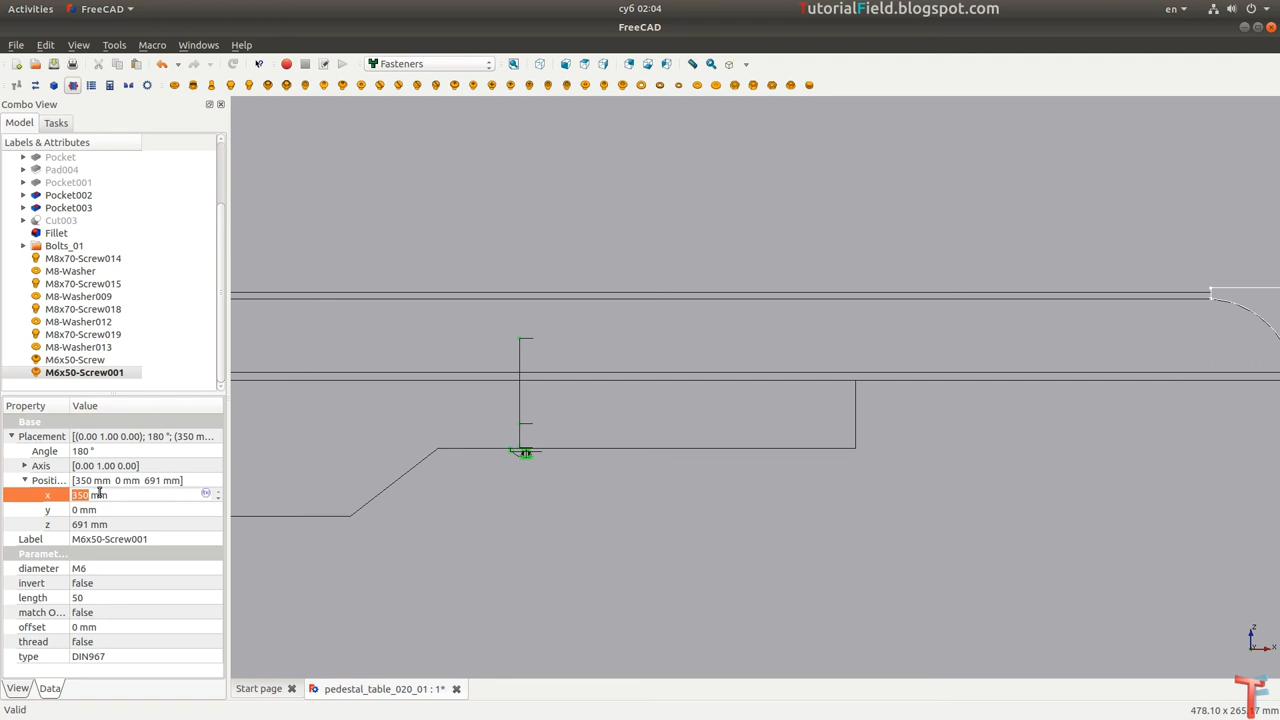 Activities FreeCAD суб 02:04 TutorialField.blogspot.com en
FreeCAD
File Edit View Tools Macro Windows Help
Fasteners
Combo View
Model Tasks
Labels & Attributes
Pocket
Pad004
Pocket001
Pocket002
Pocket003
Cut003
Fillet
Bolts_01
M8x70-Screw014
M8-Washer
M8x70-Screw015
M8-Washer009
M8x70-Screw018
M8-Washer012
M8x70-Screw019
M8-Washer013
M6x50-Screw
M6x50-Screw001
Property Value
Base
Placement [(0.00 1.00 0.00); 180 °; (350 m...
Angle 180 °
Axis [0.00 1.00 0.00]
Positi... [350 mm 0 mm 691 mm]
x 350 mm
y 0 mm
z 691 mm
Label M6x50-Screw001
Paramet...
diameter M6
invert false
length 50
match O... false
offset 0 mm
thread false
type DIN967
z
x
View Data
Start page pedestal_table_020_01 : 1*
Valid 478.10 x 265.17 mm